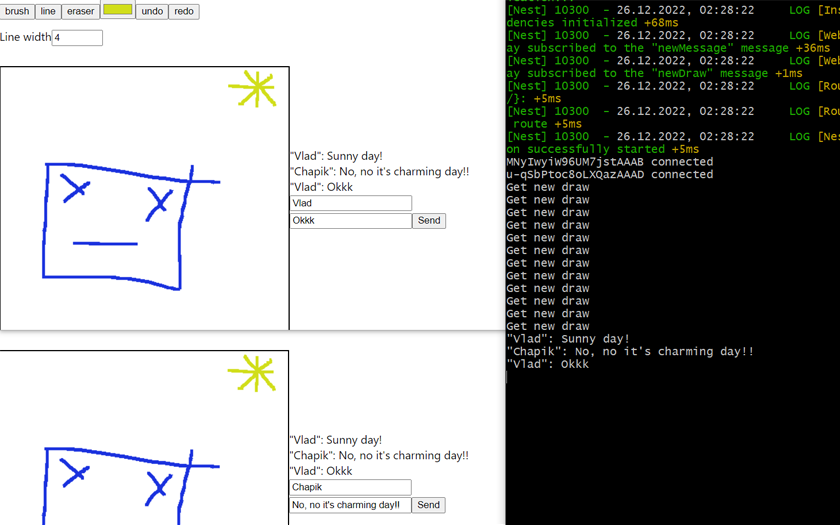 brush line eraser undo redo
Line width 4
"Vlad": Sunny day!
"Chapik": No, no it's charming day!!
"Vlad": Okkk
Vlad
Okkk Send
"Vlad": Sunny day!
"Chapik": No, no it's charming day!!
"Vlad": Okkk
Chapik
No, no it's charming day!! Send
[Nest] 10300 - 26.12.2022, 02:28:22 LOG [Ins
dencies initialized +68ms
[Nest] 10300 - 26.12.2022, 02:28:22 LOG [Web
ay subscribed to the "newMessage" message +36ms
[Nest] 10300 - 26.12.2022, 02:28:22 LOG [Web
ay subscribed to the "newDraw" message +1ms
[Nest] 10300 - 26.12.2022, 02:28:22 LOG [Rou
/}: +5ms
[Nest] 10300 - 26.12.2022, 02:28:22 LOG [Rou
route +5ms
[Nest] 10300 - 26.12.2022, 02:28:22 LOG [Nes
on successfully started +5ms
MNyIwyiW96UM7jstAAAB connected
u-qSbPtoc8oLXQazAAAD connected
Get new draw
Get new draw
Get new draw
Get new draw
Get new draw
Get new draw
Get new draw
Get new draw
Get new draw
Get new draw
Get new draw
Get new draw
"Vlad": Sunny day!
"Chapik": No, no it's charming day!!
"Vlad": Okkk